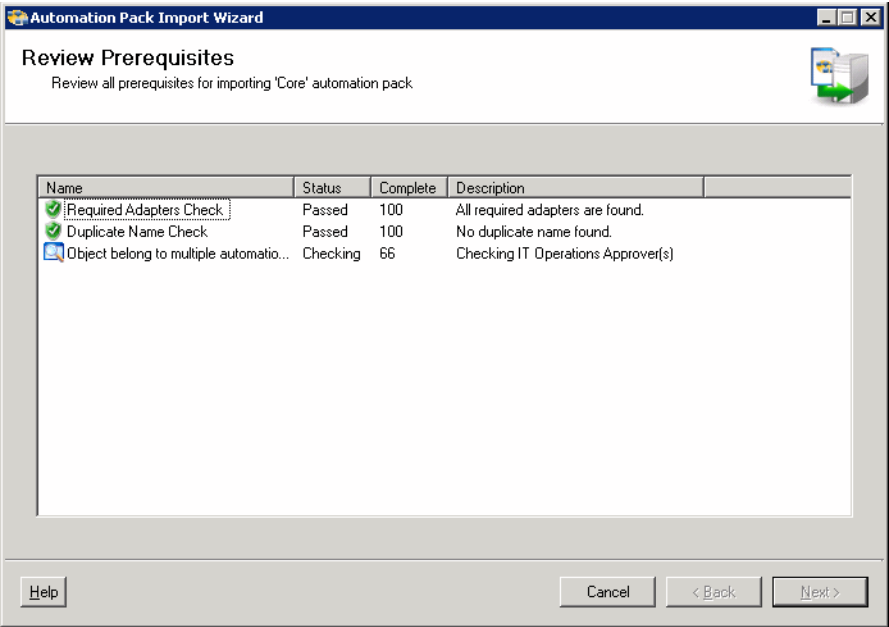 Automation Pack Import Wizard
Review Prerequisites
Review all prerequisites for importing 'Core' automation pack
Name Status Complete Description
Required Adapters Check Passed 100 All required adapters are found.
Duplicate Name Check Passed 100 No duplicate name found.
Object belong to multiple automatio... Checking 66 Checking IT Operations Approver(s)
Help Cancel < Back Next >